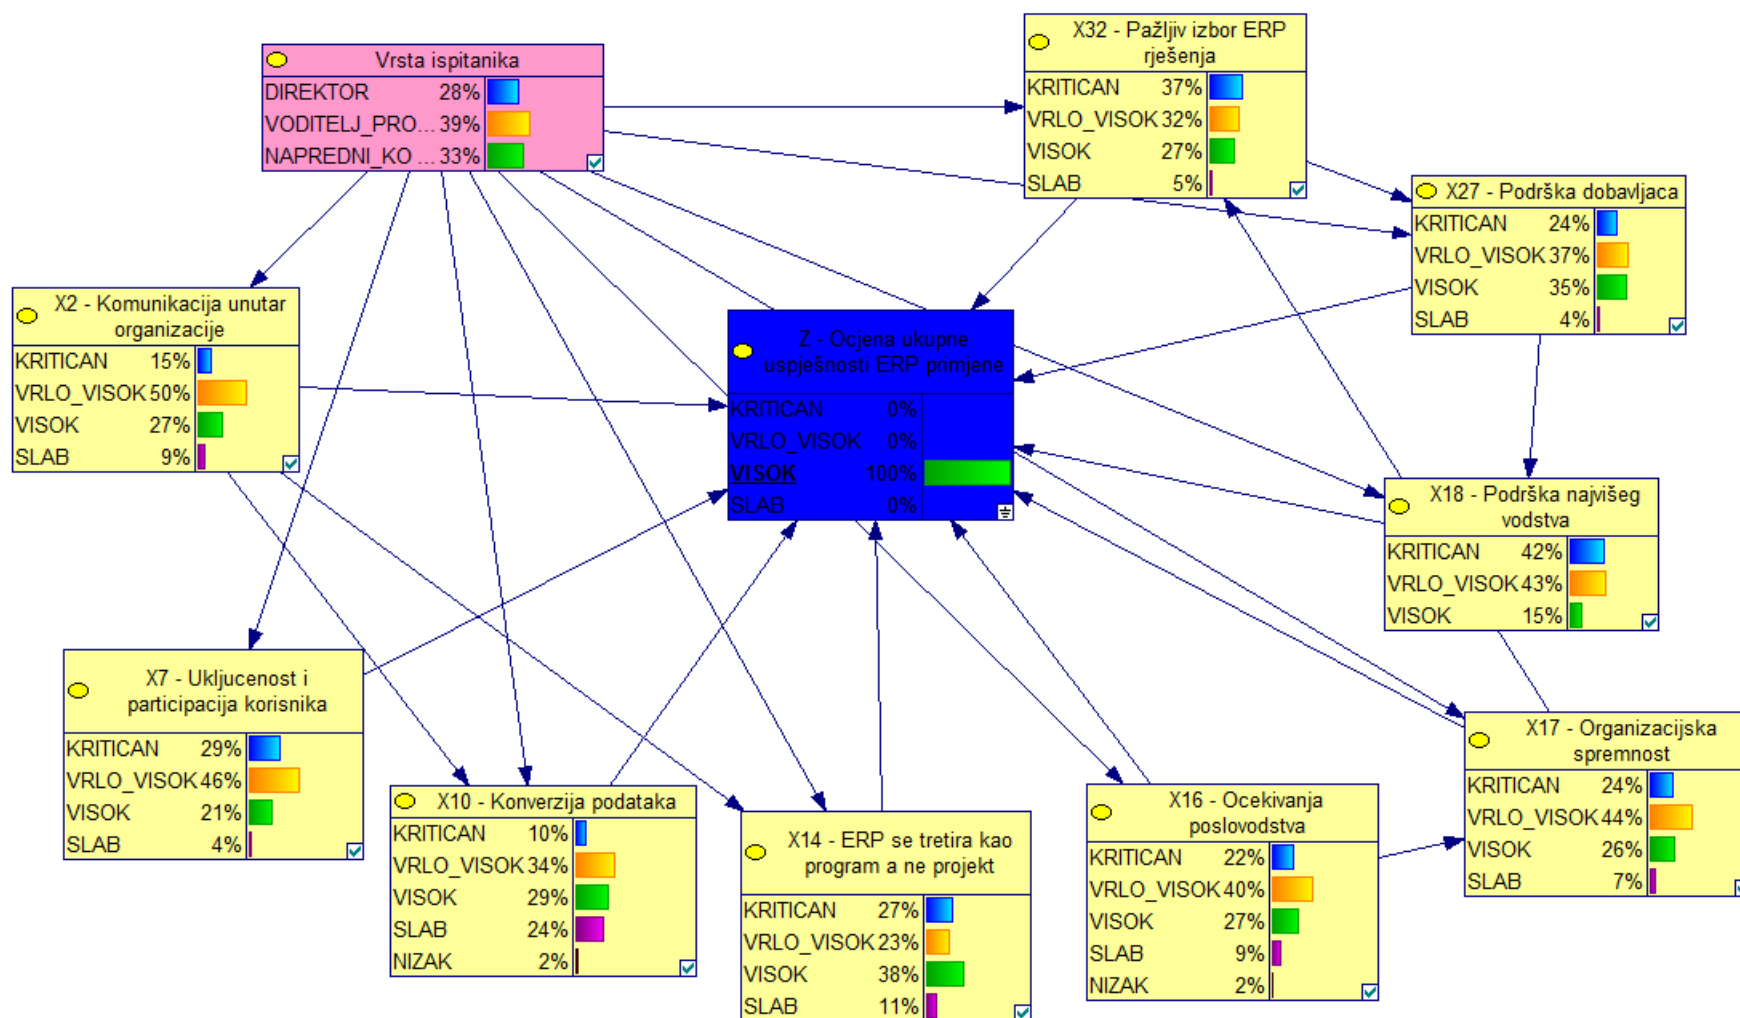 Vrsta ispitanika
DIREKTOR 28%
VODITELJ_PRO... 39%
NAPREDNI_KO ... 33%
X32 - Pažljiv izbor ERP
rješenja
KRITICAN 37%
VRLO_VISOK 32%
VISOK 27%
SLAB 5%
X27 - Podrška dobavljaca
KRITICAN 24%
VRLO_VISOK 37%
VISOK 35%
SLAB 4%
X2 - Komunikacija unutar
organizacije
KRITICAN 15%
VRLO_VISOK 50%
VISOK 27%
SLAB 9%
Z - Ocjena ukupne
uspješnosti ERP primjene
KRITICAN 0%
VRLO_VISOK 0%
VISOK 100%
SLAB 0%
X18 - Podrška najvišeg
vodstva
KRITICAN 42%
VRLO_VISOK 43%
VISOK 15%
X7 - Ukljucenost i
participacija korisnika
KRITICAN 29%
VRLO_VISOK 46%
VISOK 21%
SLAB 4%
X10 - Konverzija podataka
KRITICAN 10%
VRLO_VISOK 34%
VISOK 29%
SLAB 24%
NIZAK 2%
X14 - ERP se tretira kao
program a ne projekt
KRITICAN 27%
VRLO_VISOK 23%
VISOK 38%
SLAB 11%
X16 - Ocekivanja
poslovodstva
KRITICAN 22%
VRLO_VISOK 40%
VISOK 27%
SLAB 9%
NIZAK 2%
X17 - Organizacijska
spremnost
KRITICAN 24%
VRLO_VISOK 44%
VISOK 26%
SLAB 7%